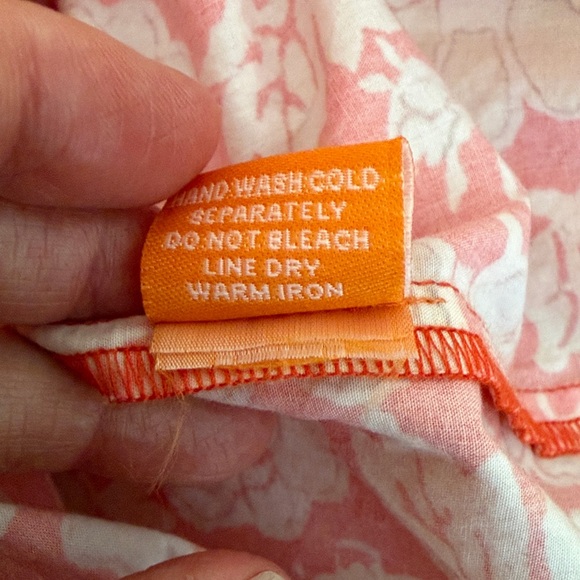 HAND WASH COLD
SEPARATELY
DO NOT BLEACH
LINE DRY
WARM IRON